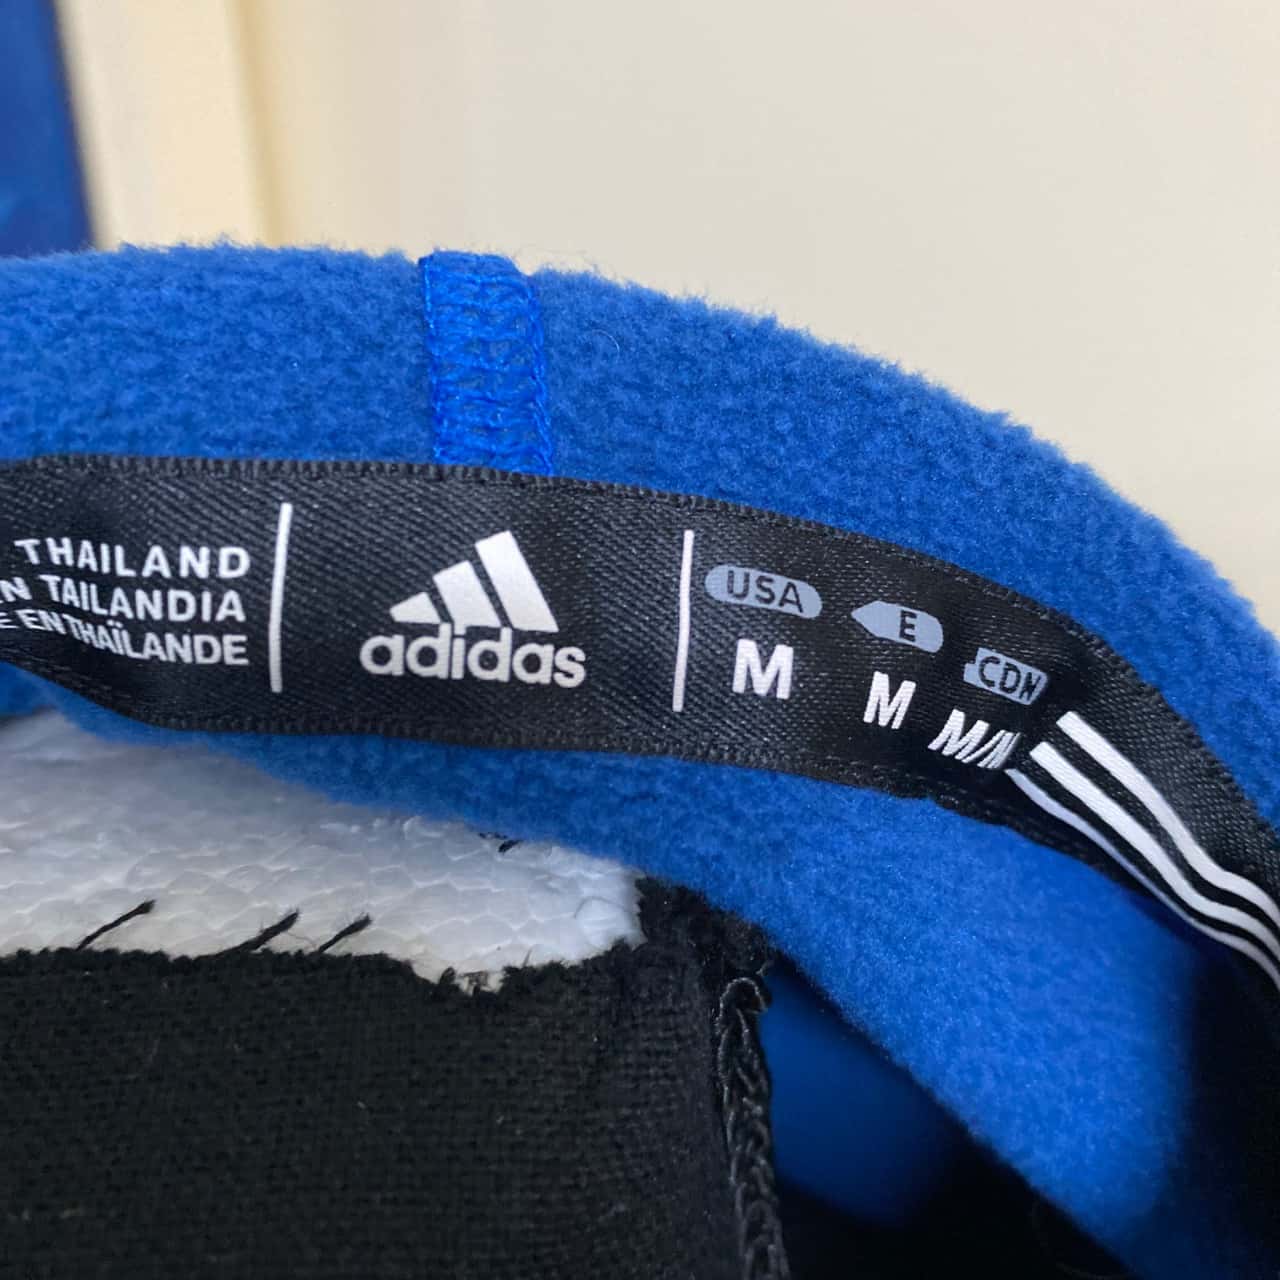 THAILAND
TAILANDIA
EN THAÏLANDE
adidas
USA
M
E
M
CDN
M/M